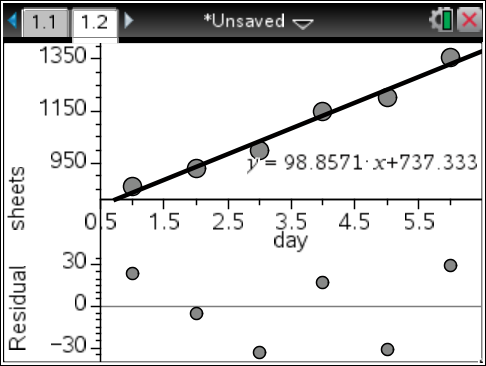 1.1 1.2 *Unsaved
1350
1150
950
y = 98.8571·x+737.333
sheets
0.5 1.5 2.5 3.5 4.5 5.5
day
30
0
−30
Residual